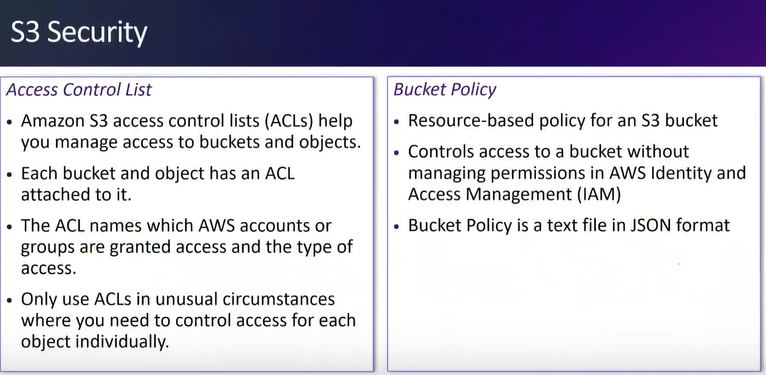 S3 Security
Access Control List
• Amazon S3 access control lists (ACLs) help
you manage access to buckets and objects.
• Each bucket and object has an ACL
attached to it.
• The ACL names which AWS accounts or
groups are granted access and the type of
access.
• Only use ACLs in unusual circumstances
where you need to control access for each
object individually.
Bucket Policy
• Resource-based policy for an S3 bucket
• Controls access to a bucket without
managing permissions in AWS Identity and
Access Management (IAM)
• Bucket Policy is a text file in JSON format